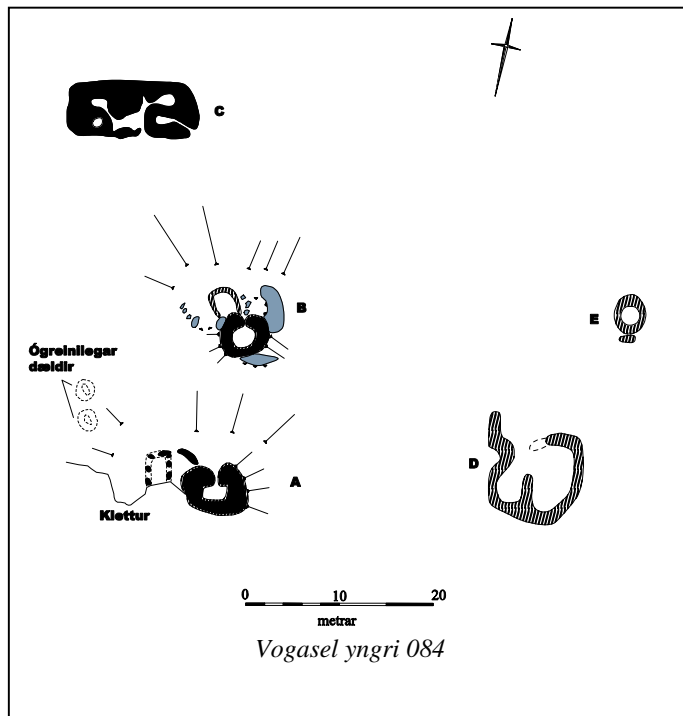 C
B
E
Ógreinilegar
dældir
D
A
Klettur
0 10 20
metrar
Vogasel yngri 084